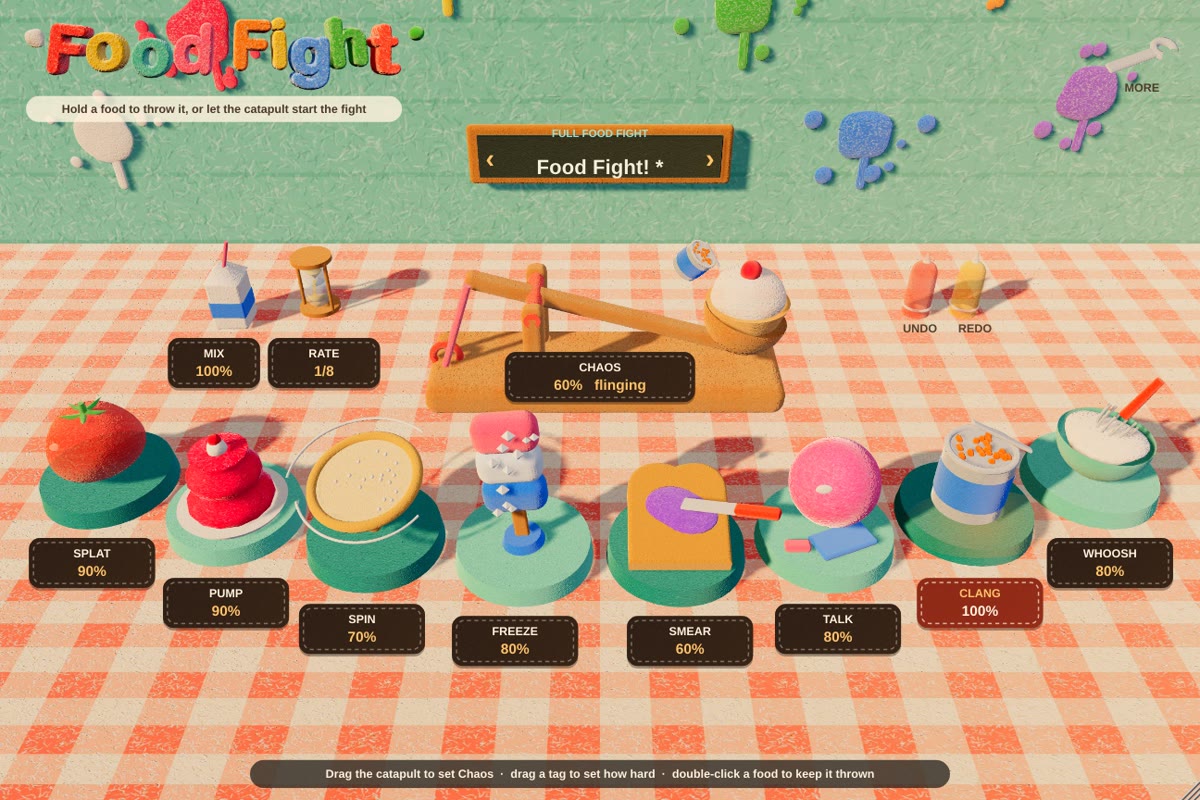 Food Fight
Hold a food to throw it, or let the catapult start the fight
MORE
FULL FOOD FIGHT
‹ Food Fight! * ›
UNDO REDO
MIX
100%
RATE
1/8
CHAOS
60% flinging
SPLAT
90%
PUMP
90%
SPIN
70%
FREEZE
80%
SMEAR
60%
TALK
80%
CLANG
100%
WHOOSH
80%
Drag the catapult to set Chaos · drag a tag to set how hard · double-click a food to keep it thrown